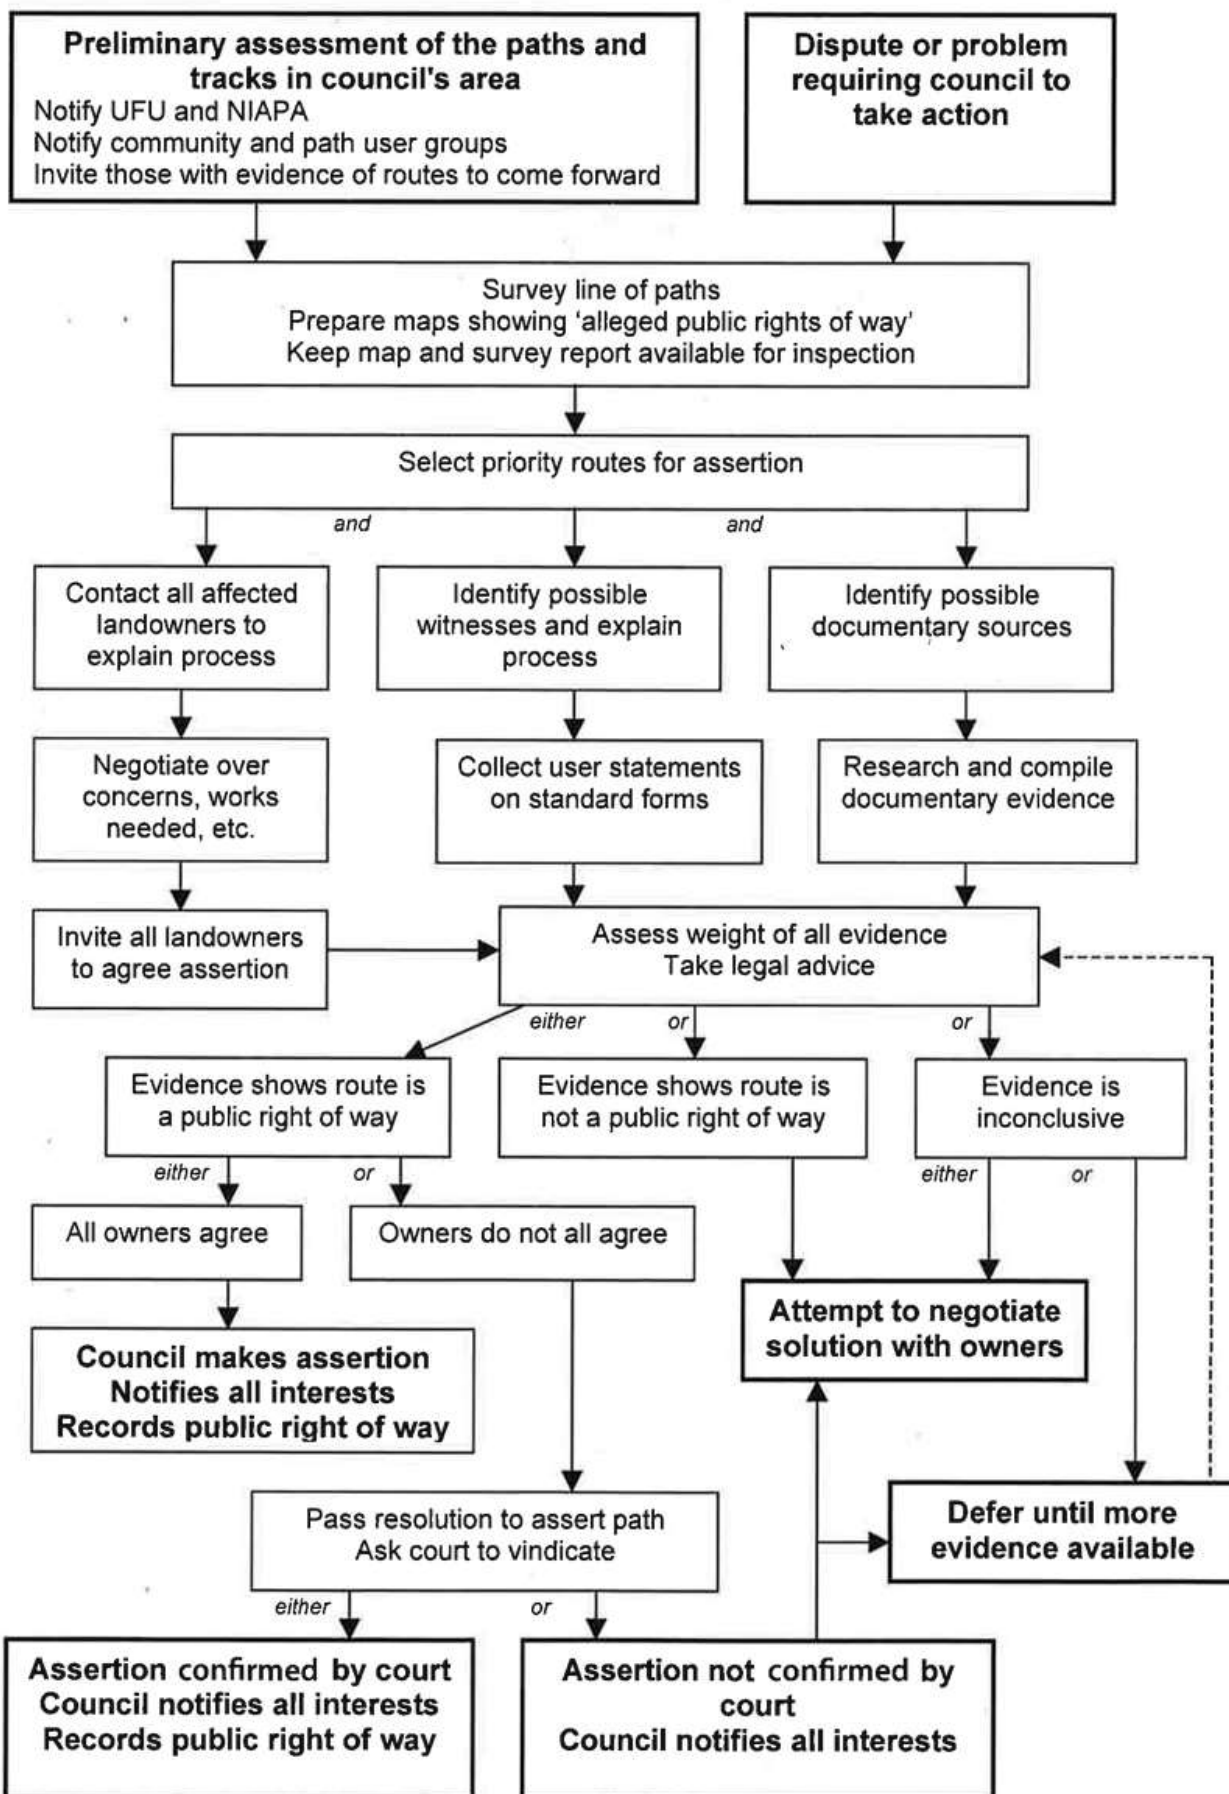 Preliminary assessment of the paths and
tracks in council's area
Notify UFU and NIAPA
Notify community and path user groups
Invite those with evidence of routes to come forward
Dispute or problem
requiring council to
take action
Survey line of paths
Prepare maps showing ‘alleged public rights of way’
Keep map and survey report available for inspection
Select priority routes for assertion
and
and
Contact all affected
landowners to
explain process
Identify possible
witnesses and explain
process
Identify possible
documentary sources
Negotiate over
concerns, works
needed, etc.
Collect user statements
on standard forms
Research and compile
documentary evidence
Invite all landowners
to agree assertion
Assess weight of all evidence
Take legal advice
either
or
or
Evidence shows route is
a public right of way
Evidence shows route is
not a public right of way
Evidence is
inconclusive
either
or
either
or
All owners agree
Owners do not all agree
Attempt to negotiate
solution with owners
Council makes assertion
Notifies all interests
Records public right of way
Defer until more
evidence available
Pass resolution to assert path
Ask court to vindicate
either
or
Assertion confirmed by court
Council notifies all interests
Records public right of way
Assertion not confirmed by
court
Council notifies all interests